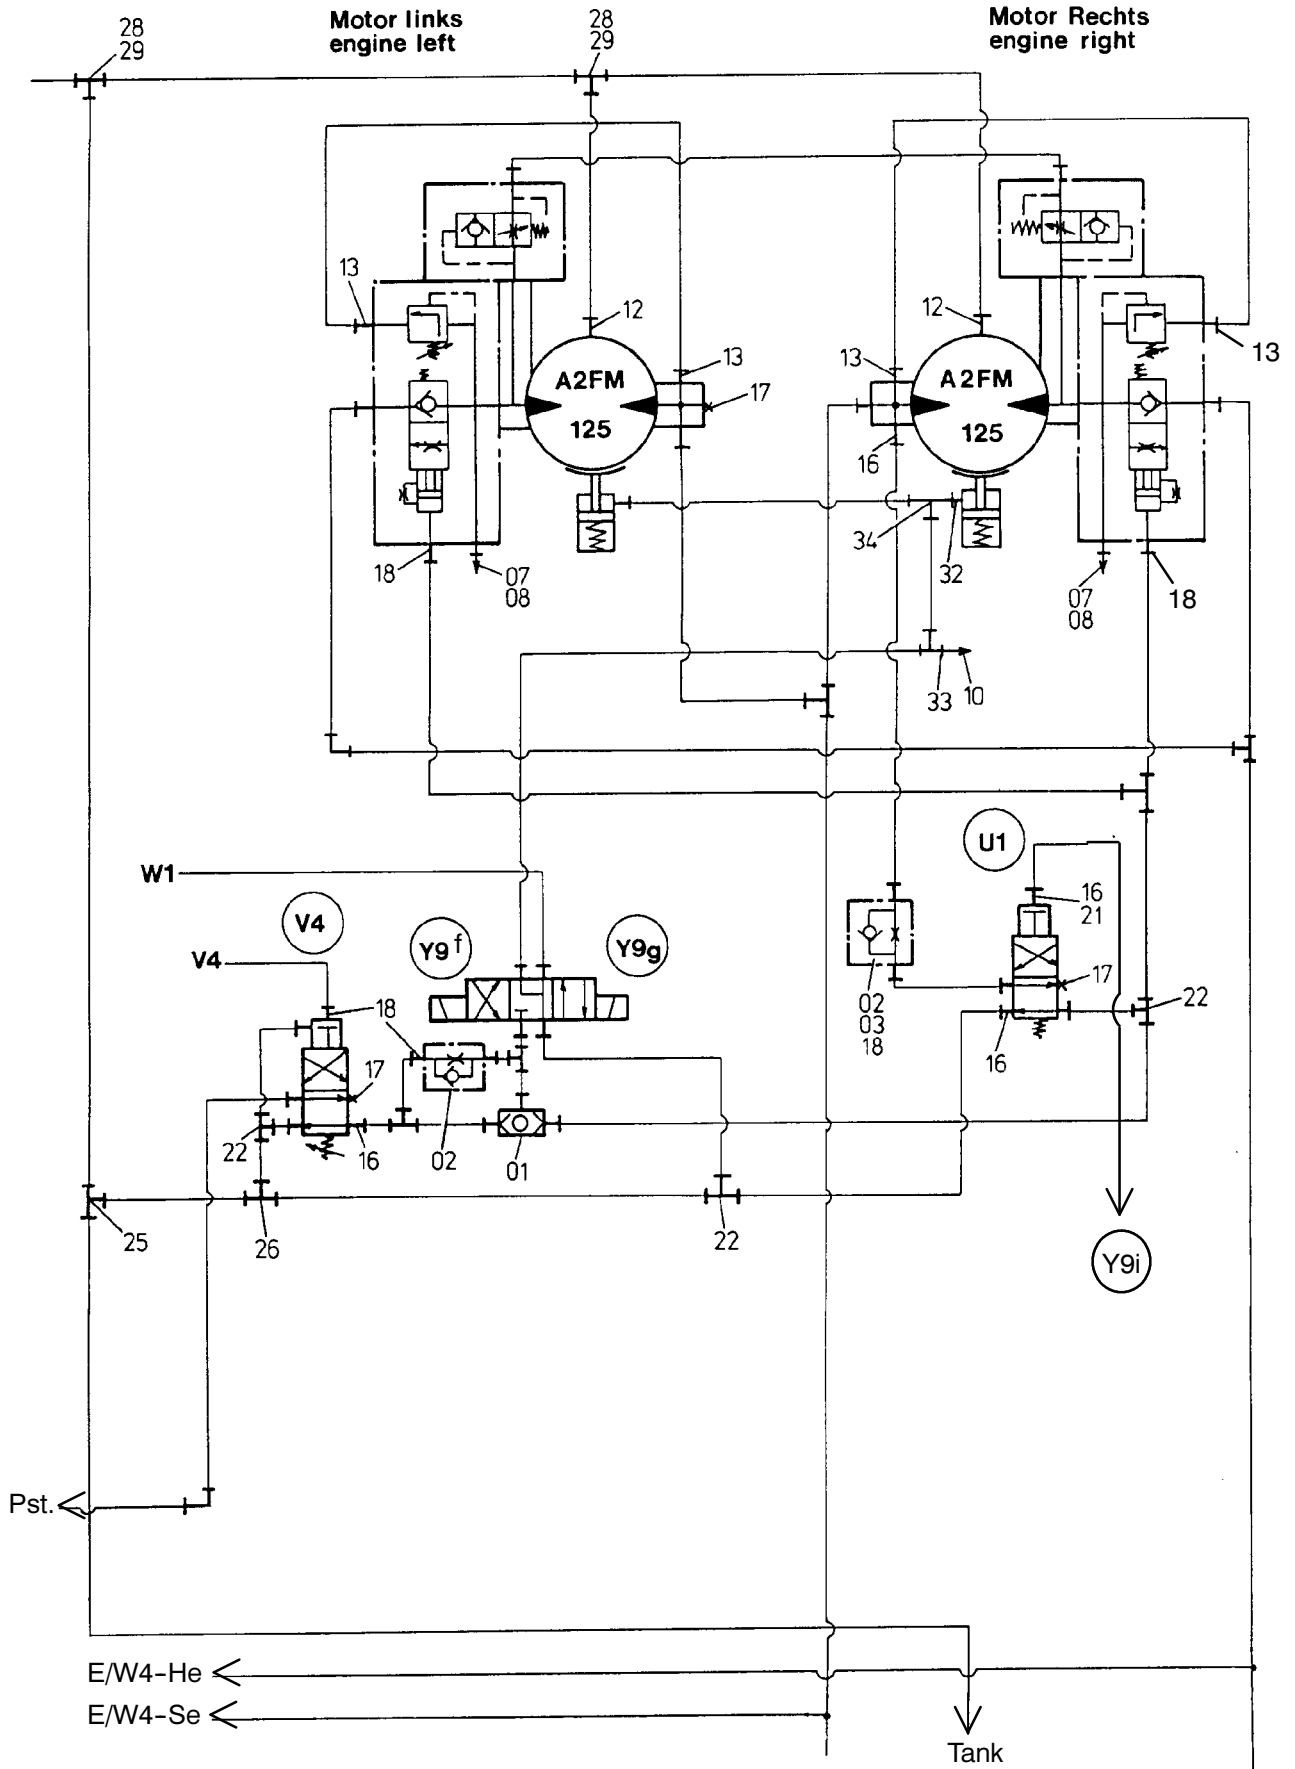 Motor links
engine left
Motor Rechts
engine right
28
29
28
29
13
12
12
13
13
13
17
A2FM
125
A2FM
125
16
34
32
18
07
08
07
08
18
33
10
U1
W1
16
21
V4
Y9f
Y9g
V4
17
22
18
02
03
18
16
17
22
16
02
01
25
26
22
Y9i
Pst.
E/W4-He
E/W4-Se
Tank